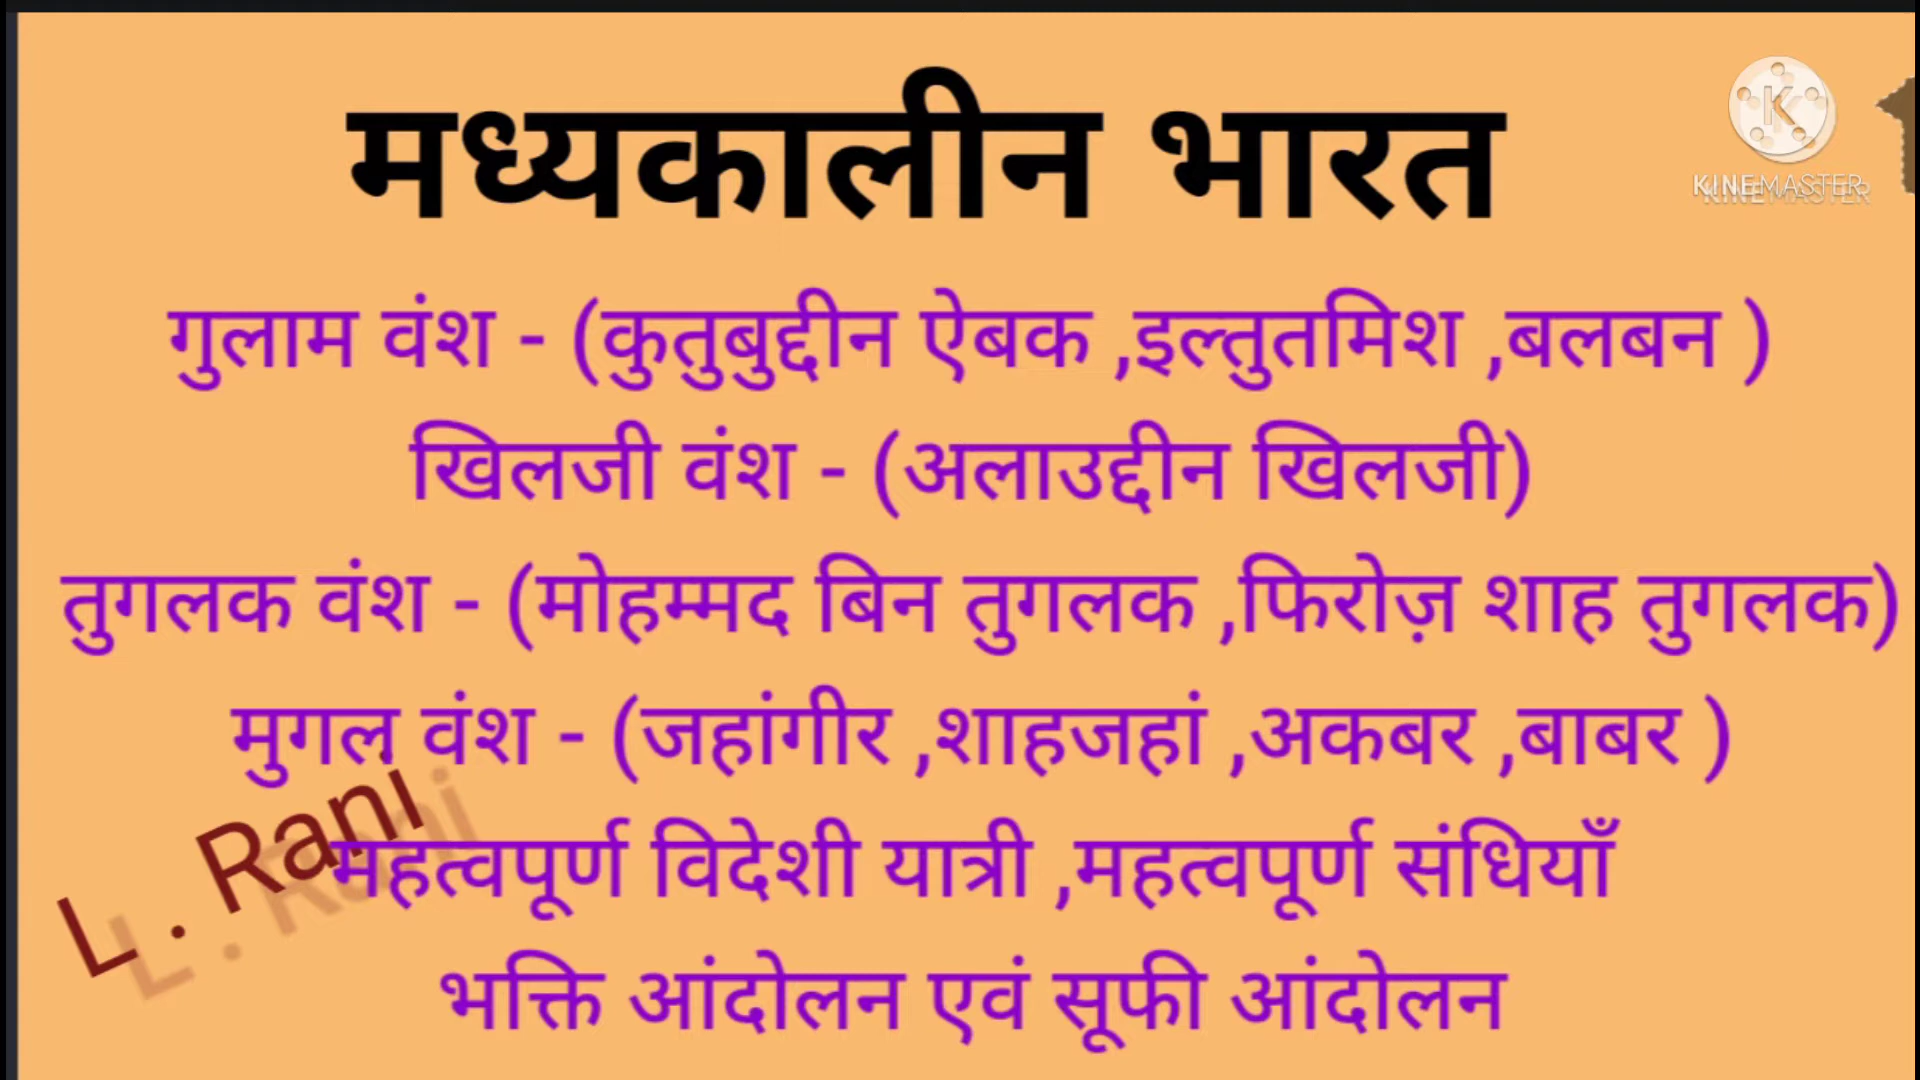 मध्यकालीन भारत
KINEMASTER
गुलाम वंश - (कुतुबुद्दीन ऐबक ,इल्तुतमिश ,बलबन )
खिलजी वंश - (अलाउद्दीन खिलजी)
तुगलक वंश - (मोहम्मद बिन तुगलक ,फिरोज़ शाह तुगलक)
मुगल वंश - (जहांगीर ,शाहजहां ,अकबर ,बाबर )
L . Rani
महत्वपूर्ण विदेशी यात्री ,महत्वपूर्ण संधियाँ
भक्ति आंदोलन एवं सूफी आंदोलन